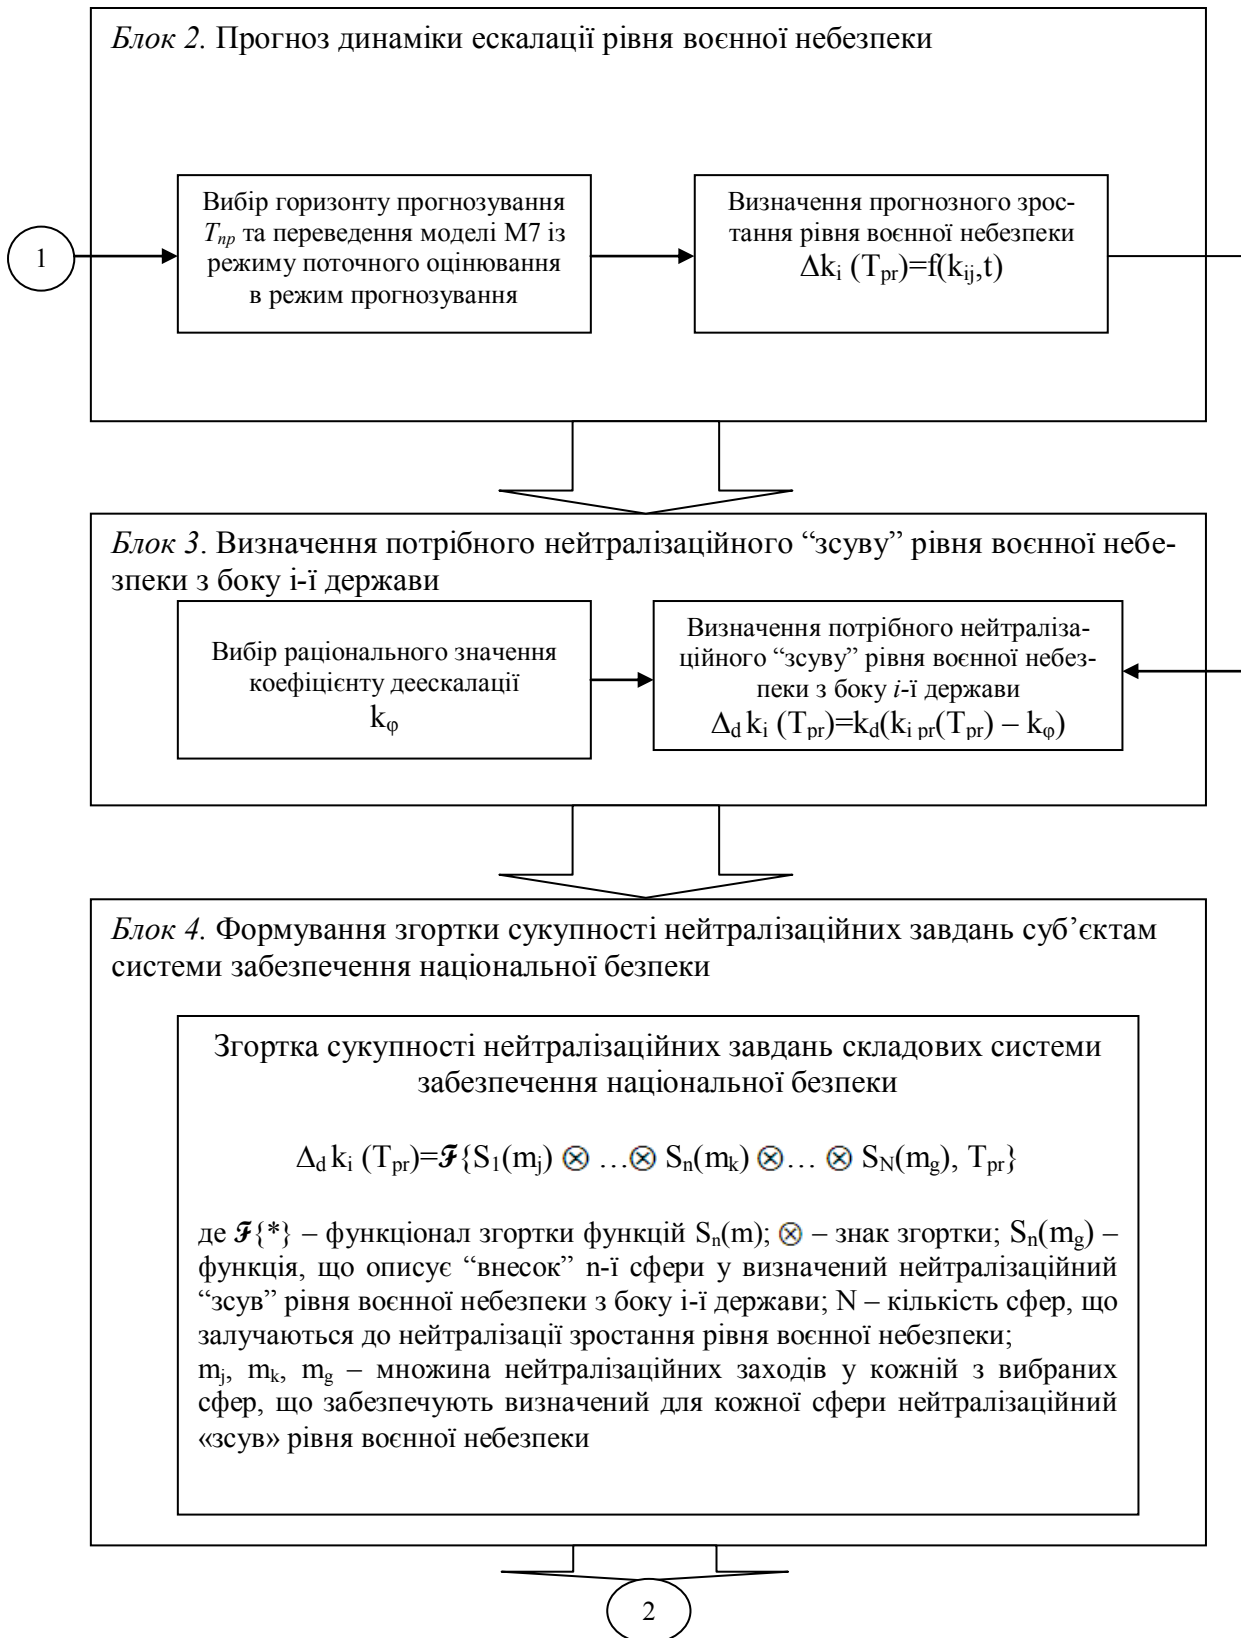 Блок 2. Прогноз динаміки ескалації рівня воєнної небезпеки
1
Вибір горизонту прогнозування
Tпр та переведення моделі М7 із
режиму поточного оцінювання
в режим прогнозування
Визначення прогнозного зрос-
тання рівня воєнної небезпеки
Δkᵢ (Tpr)=f(kij,t)
Блок 3. Визначення потрібного нейтралізаційного “зсуву” рівня воєнної небе-
зпеки з боку і-ї держави
Вибір раціонального значення
коефіцієнту деескалації
kφ
Визначення потрібного нейтраліза-
ційного “зсуву” рівня воєнної небез-
пеки з боку і-ї держави
Δd ki (Tpr)=kd(ki pr(Tpr) – kφ)
Блок 4. Формування згортки сукупності нейтралізаційних завдань суб’єктам
системи забезпечення національної безпеки
Згортка сукупності нейтралізаційних завдань складових системи
забезпечення національної безпеки
Δd ki (Tpr)=𝓕{S1(mj) ⊗ …⊗ Sn(mk) ⊗… ⊗ SN(mg), Tpr}
де 𝓕{*} – функціонал згортки функцій Sn(m); ⊗ – знак згортки; Sn(mg) –
функція, що описує “внесок” n-ї сфери у визначений нейтралізаційний
“зсув” рівня воєнної небезпеки з боку і-ї держави; N – кількість сфер, що
залучаються до нейтралізації зростання рівня воєнної небезпеки;
mj, mk, mg – множина нейтралізаційних заходів у кожній з вибраних
сфер, що забезпечують визначений для кожної сфери нейтралізаційний
«зсув» рівня воєнної небезпеки
2